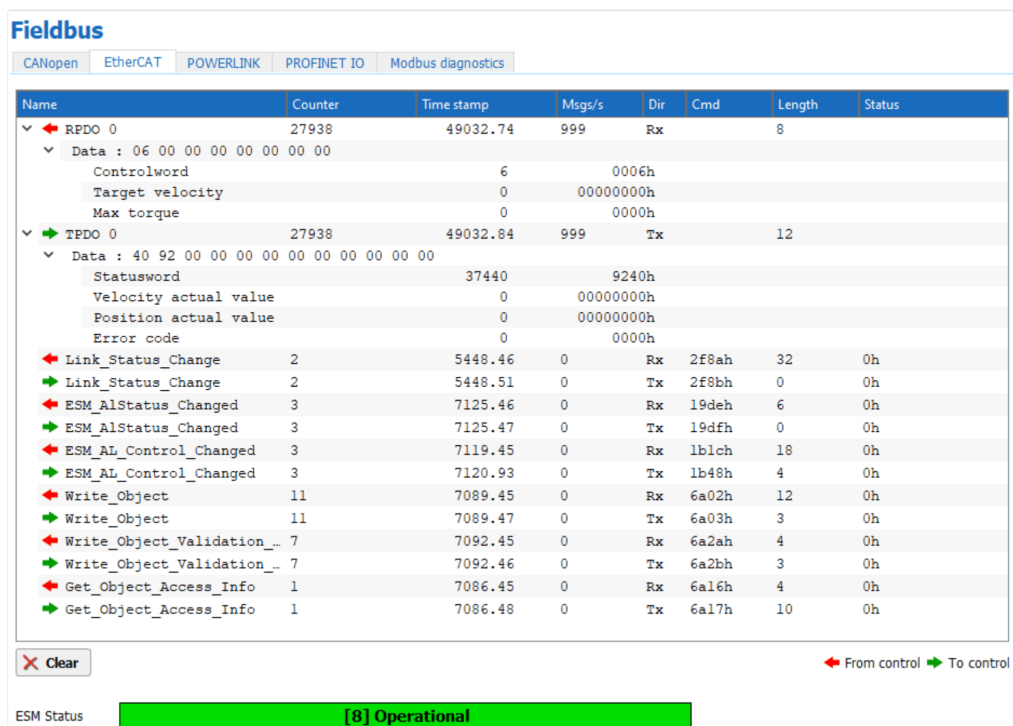 Fieldbus
CANopen EtherCAT POWERLINK PROFINET IO Modbus diagnostics
Name Counter Time stamp Msgs/s Dir Cmd Length Status
RPDO 0 27938 49032.74 999 Rx 8
Data : 06 00 00 00 00 00 00 00
Controlword 6 0006h
Target velocity 0 00000000h
Max torque 0 0000h
TPDO 0 27938 49032.84 999 Tx 12
Data : 40 92 00 00 00 00 00 00 00 00 00 00
Statusword 37440 9240h
Velocity actual value 0 00000000h
Position actual value 0 00000000h
Error code 0 0000h
Link_Status_Change 2 5448.46 0 Rx 2f8ah 32 0h
Link_Status_Change 2 5448.51 0 Tx 2f8bh 0 0h
ESM_AlStatus_Changed 3 7125.46 0 Rx 19deh 6 0h
ESM_AlStatus_Changed 3 7125.47 0 Tx 19dfh 0 0h
ESM_AL_Control_Changed 3 7119.45 0 Rx 1b1ch 18 0h
ESM_AL_Control_Changed 3 7120.93 0 Tx 1b48h 4 0h
Write_Object 11 7089.45 0 Rx 6a02h 12 0h
Write_Object 11 7089.47 0 Tx 6a03h 3 0h
Write_Object_Validation_… 7 7092.45 0 Rx 6a2ah 4 0h
Write_Object_Validation_… 7 7092.46 0 Tx 6a2bh 3 0h
Get_Object_Access_Info 1 7086.45 0 Rx 6a16h 4 0h
Get_Object_Access_Info 1 7086.48 0 Tx 6a17h 10 0h
Clear From control To control
ESM Status [8] Operational